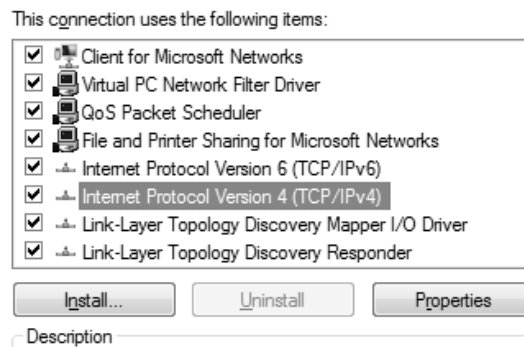 This connection uses the following items:
Client for Microsoft Networks
Virtual PC Network Filter Driver
QoS Packet Scheduler
File and Printer Sharing for Microsoft Networks
Internet Protocol Version 6 (TCP/IPv6)
Internet Protocol Version 4 (TCP/IPv4)
Link-Layer Topology Discovery Mapper I/O Driver
Link-Layer Topology Discovery Responder
Install... Uninstall Properties
Description